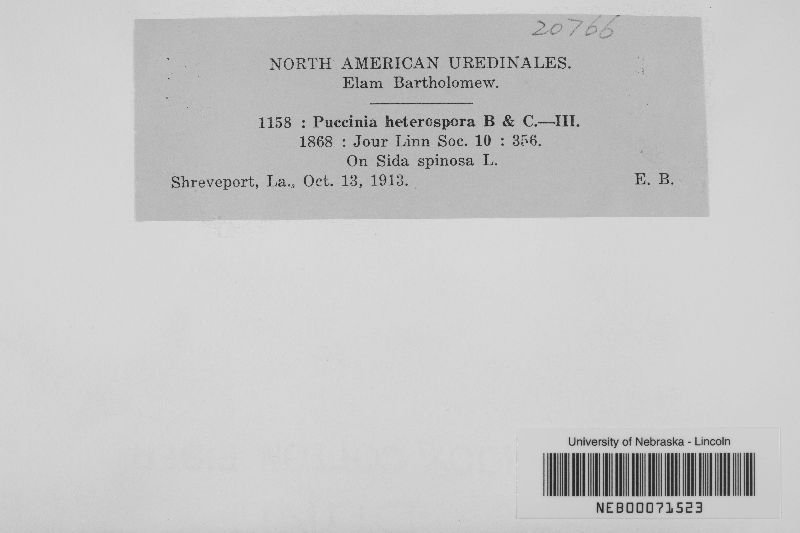 20766
NORTH AMERICAN UREDINALES.
Elam Bartholomew.
1158 : Puccinia heterospora B & C.—III.
1868 : Jour Linn Soc. 10 : 356.
On Sida spinosa L.
Shreveport, La., Oct. 13, 1913. E. B.
University of Nebraska - Lincoln
NEB00071523